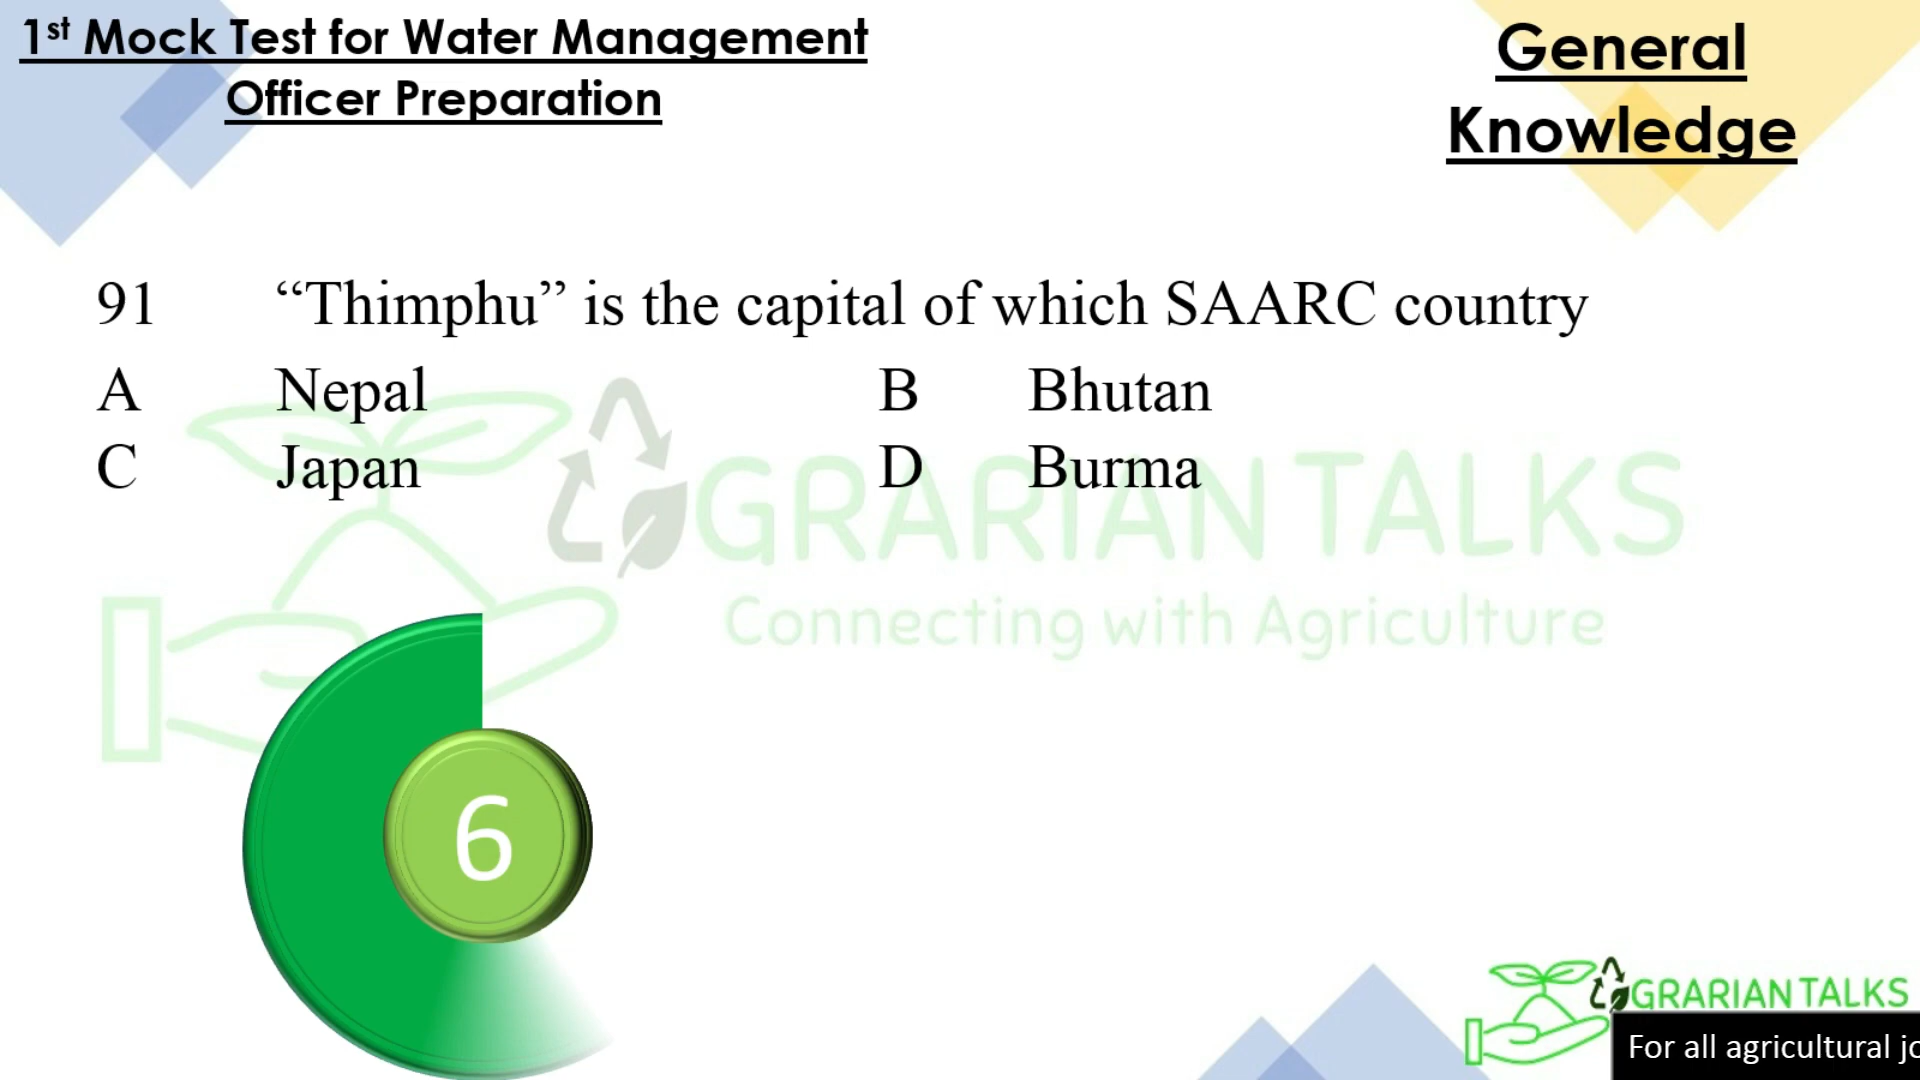 1st Mock Test for Water Management
Officer Preparation
General
Knowledge
91 “Thimphu” is the capital of which SAARC country
A Nepal B Bhutan
C Japan D Burma
GRARIAN TALKS
Connecting with Agriculture
6
GRARIAN TALKS
For all agricultural